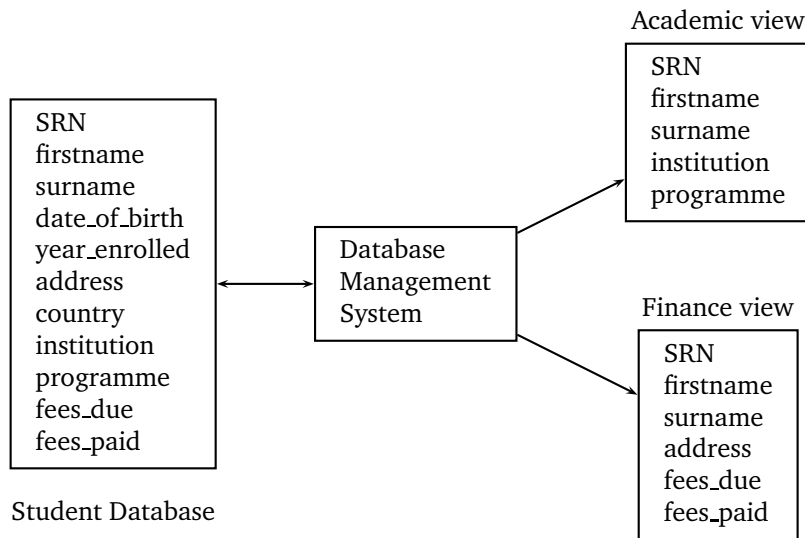 SRN
firstname
surname
date_of_birth
year_enrolled
address
country
institution
programme
fees_due
fees_paid
Student Database
Database
Management
System
Academic view
SRN
firstname
surname
institution
programme
Finance view
SRN
firstname
surname
address
fees_due
fees_paid